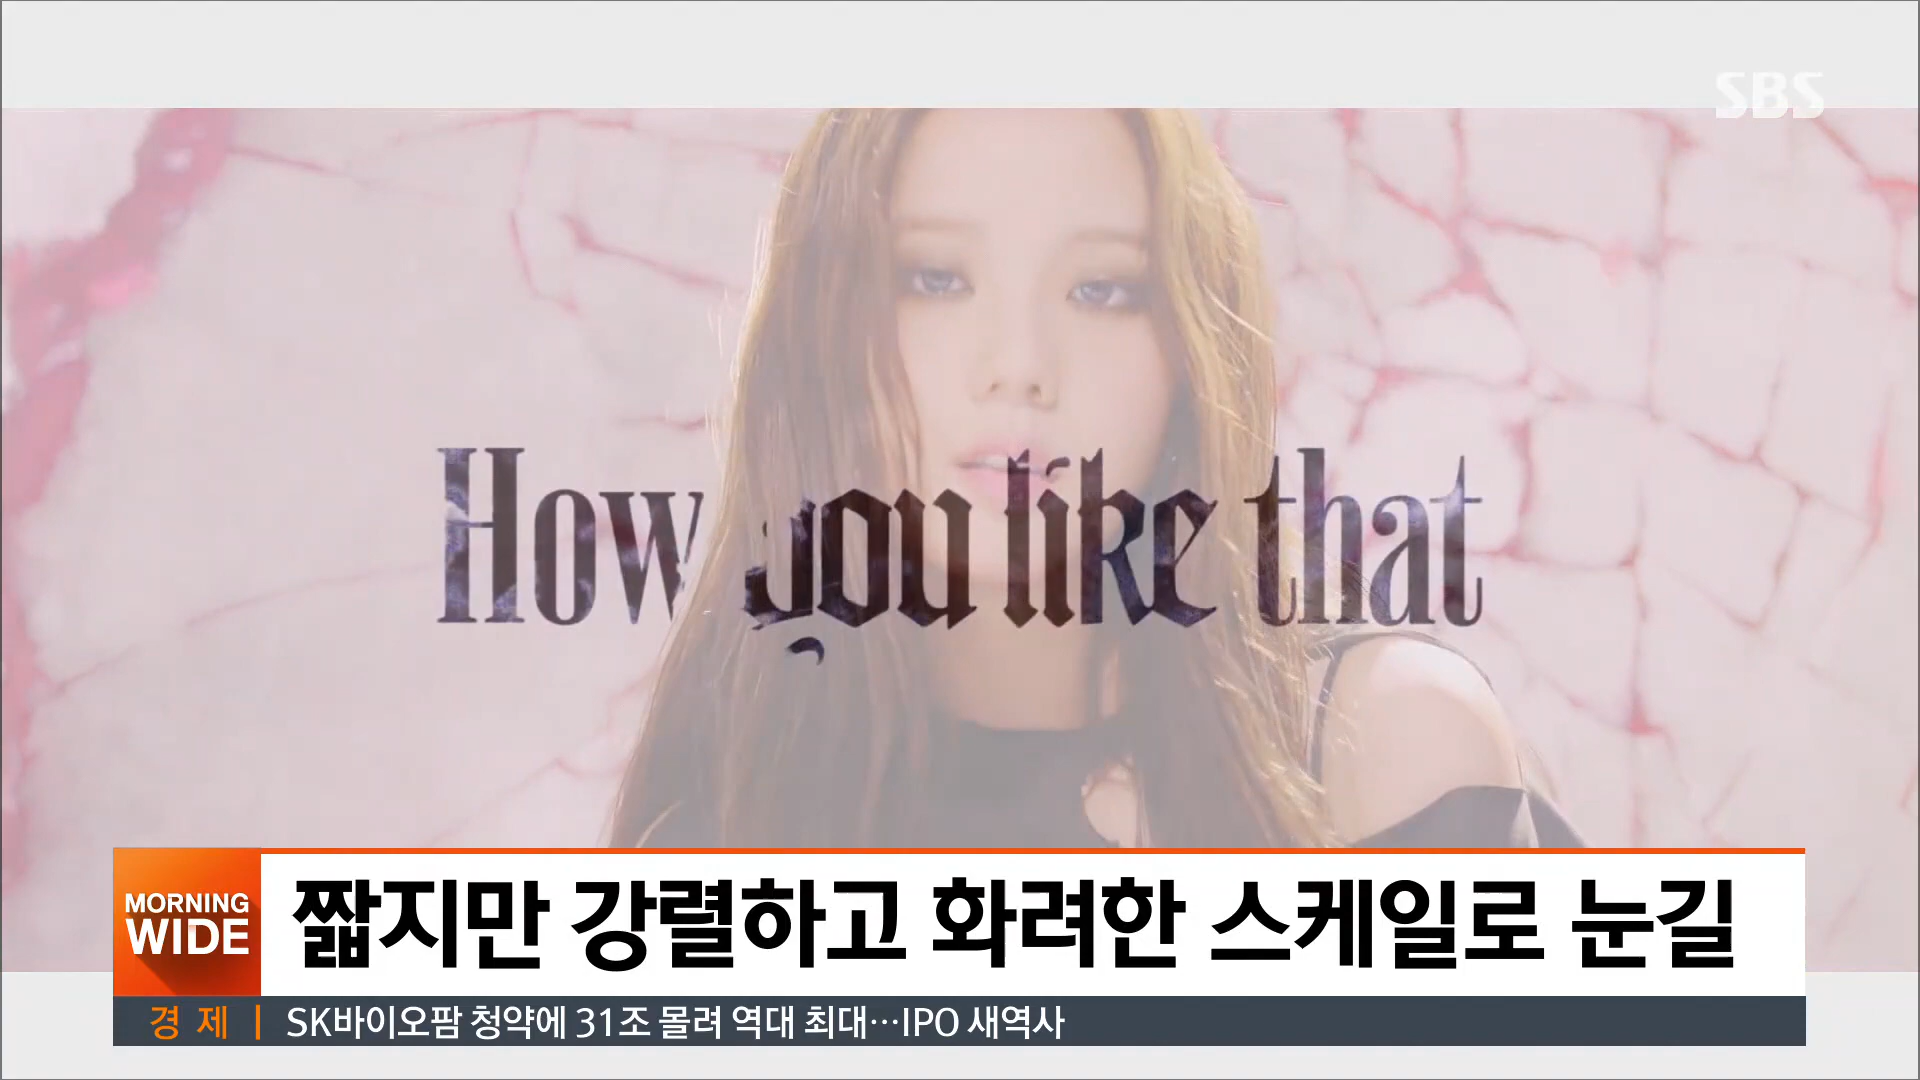 SBS
How you like that
MORNING
WIDE
짧지만 강렬하고 화려한 스케일로 눈길
경제 | SK바이오팜 청약에 31조 몰려 역대 최대…IPO 새역사